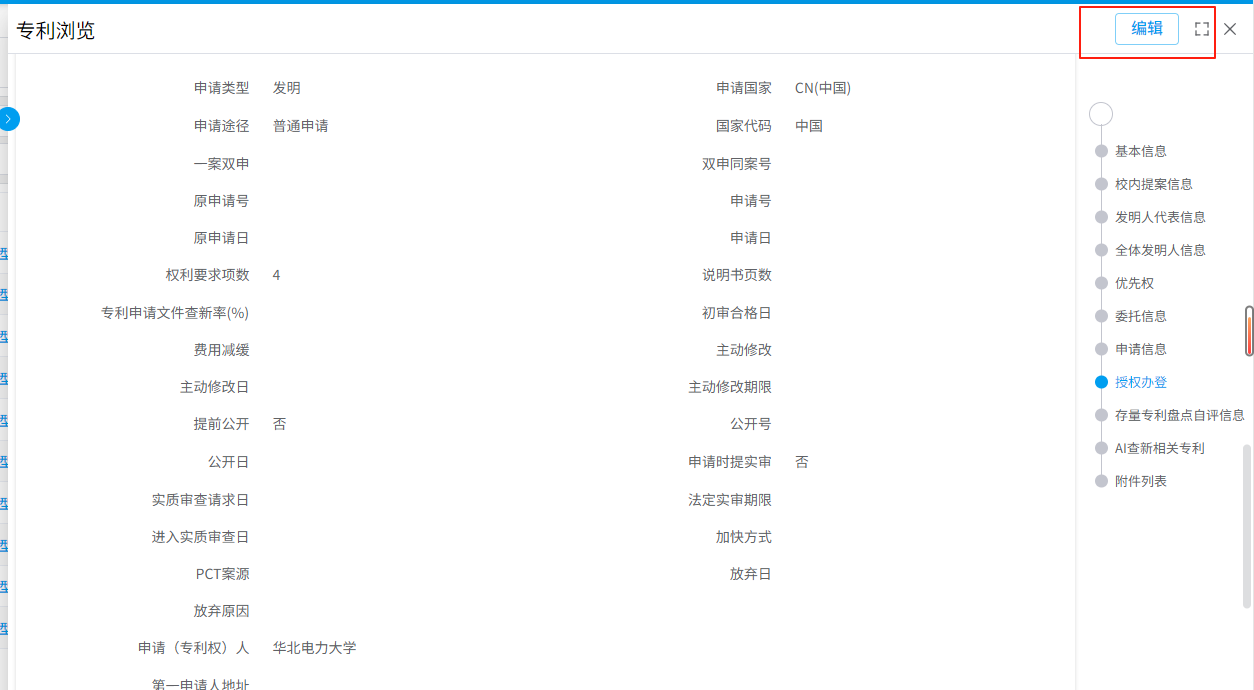 专利浏览
编辑
申请类型 发明 申请国家 CN(中国)
申请途径 普通申请 国家代码 中国
一案双申 双申同案号
原申请号 申请号
原申请日 申请日
权利要求项数 4 说明书页数
专利申请文件查新率(%) 初审合格日
费用减缓 主动修改
主动修改日 主动修改期限
提前公开 否 公开号
公开日 申请时提实审 否
实质审查请求日 法定实审期限
进入实质审查日 加快方式
PCT案源 放弃日
放弃原因
申请（专利权）人 华北电力大学
第一申请人地址
基本信息
校内提案信息
发明人代表信息
全体发明人信息
优先权
委托信息
申请信息
授权办登
存量专利盘点自评信息
AI查新相关专利
附件列表